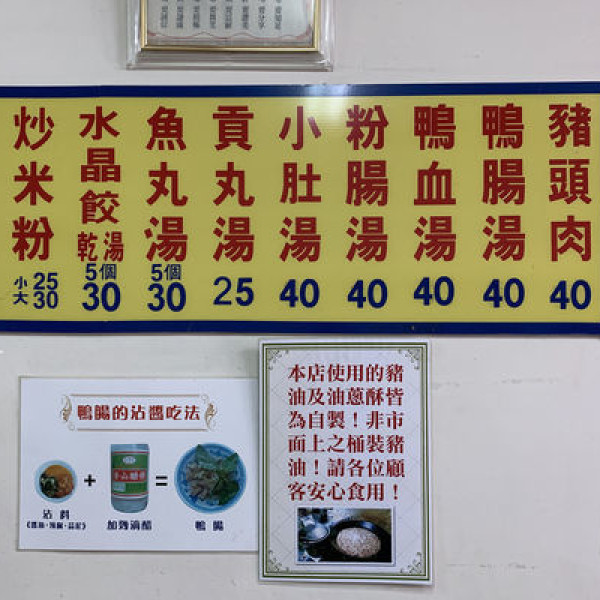 豬頭肉 40
鴨腸湯 40
鴨血湯 40
粉腸湯 40
小肚湯 40
貢丸湯 25
魚丸湯 5個 30
水晶餃 乾湯 5個 30
炒米粉 小25 大30
鴨腸的沾醬吃法
+
=
沾料
加
滴醋
鴨腸
本店使用的豬
油及油蔥酥皆
為自製！非市
面上之桶裝豬
油！請各位顧
客安心食用！